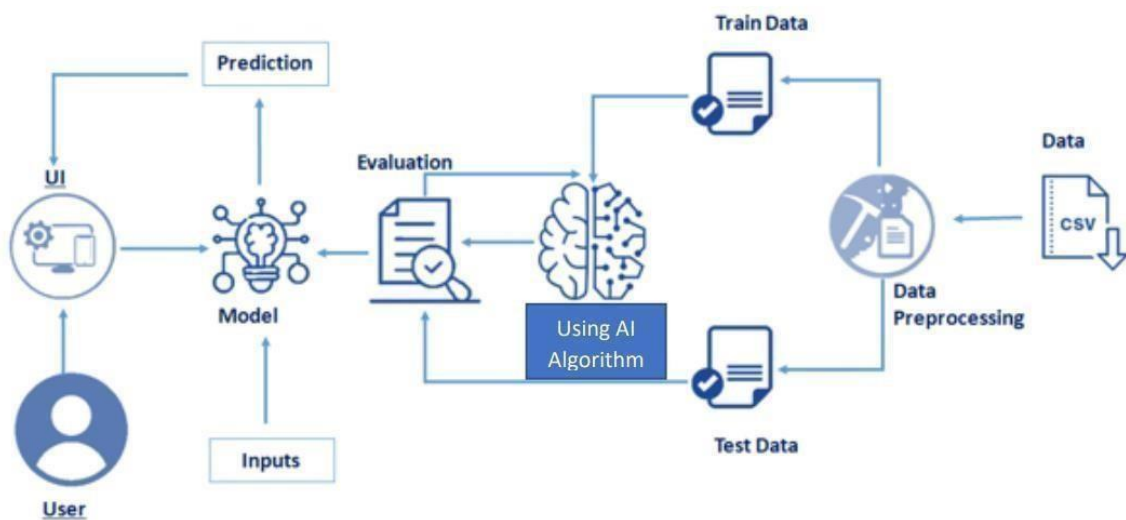 Train Data
Prediction
Data
Evaluation
UI
CSV
Model
Data
Preprocessing
Using AI
Algorithm
Test Data
Inputs
User